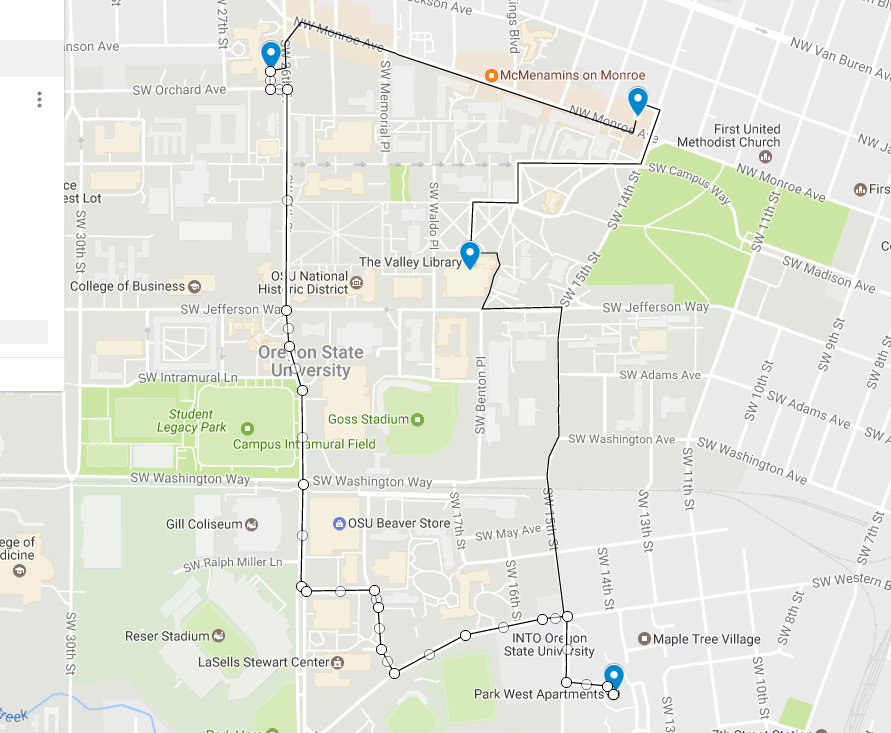 ckson Ave
SW 27th St
Kings Blvd
NW Monroe Ave
NW Van Buren Ave
nson Ave
SW 26th St
SW Memorial Pl
McMenamins on Monroe
SW Orchard Ave
NW Monroe Ave
First United
Methodist Church
NW Ja
ce
est Lot
SW Campus Way
NW Monroe Ave
First
SW 30th St
SW Waldo Pl
SW 14th St
SW 11th St
The Valley Library
SW Madison Ave
College of Business
OSU National
Historic District
SW 15th St
SW Jefferson Wa
SW Jefferson Way
SW 9th St
SW 8th St
Oregon State
University
SW Intramural Ln
SW Benton Pl
SW Adams Ave
SW 10th St
Student
Legacy Park
Goss Stadium
SW Adams Ave
Campus Intramural Field
SW Washington Ave
SW A
SW Washington Way
SW Washington Way
SW 11th St
SW Washington Ave
Gill Coliseum
OSU Beaver Store
SW 17th St
SW 15th St
SW 13th St
SW 7th St
ege of
dicine
SW May Ave
SW Ralph Miller Ln
SW 16th St
SW 14th St
SW Western B
SW 30th St
SW 8th St
Reser Stadium
INTO Oregon
State University
Maple Tree Village
LaSells Stewart Center
SW 10th St
Park West Apartments
Creek
SW 13
7th Street Station